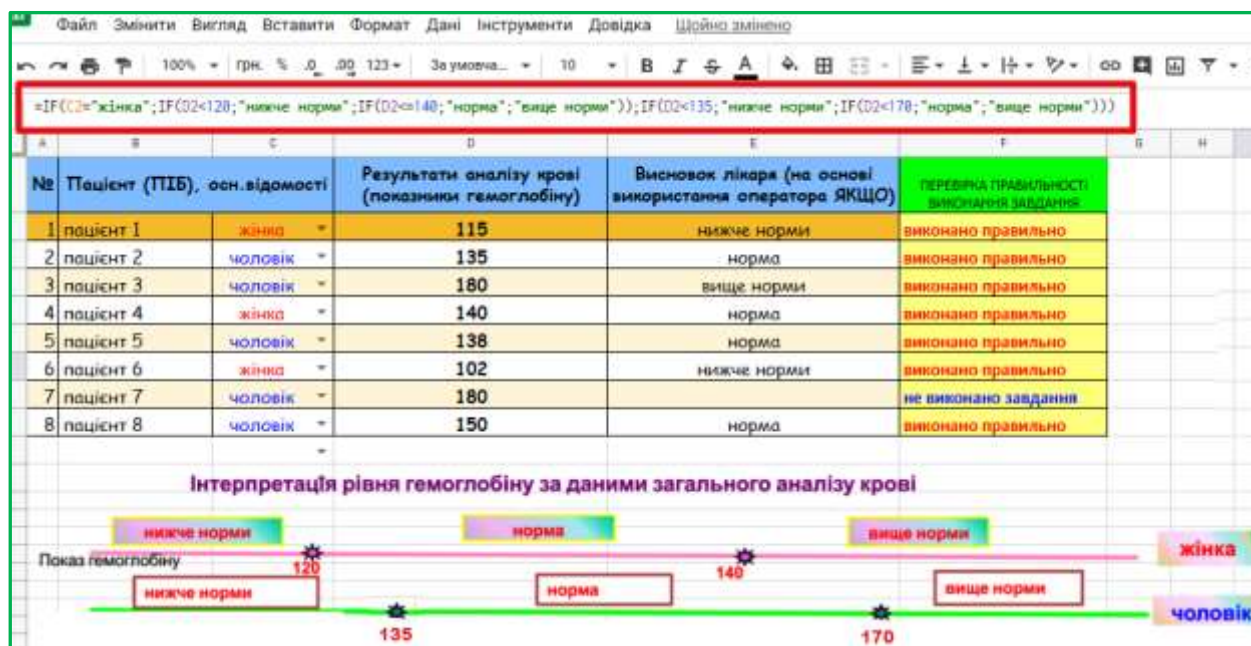 Файл Змінити Вигляд Вставити Формат Дані Інструменти Довідка Щойно змінено
100% грн. % .0 .00 123 За умовча... 10 B I S A
=IF(C2="жінка";IF(D2<120;"нижче норми";IF(D2<=140;"норма";"вище норми"));IF(D2<135;"нижче норми";IF(D2<170;"норма";"вище норми")))
A B C D E F G H
№ Пацієнт (ПІБ), осн.відомості Результати аналізу крові (показники гемоглобіну) Висновок лікаря (на основі використання оператора ЯКЩО) ПЕРЕВІРКА ПРАВИЛЬНОСТІ ВИКОНАННЯ ЗАВДАННЯ
1 пацієнт 1 жінка 115 нижче норми виконано правильно
2 пацієнт 2 чоловік 135 норма виконано правильно
3 пацієнт 3 чоловік 180 вище норми виконано правильно
4 пацієнт 4 жінка 140 норма виконано правильно
5 пацієнт 5 чоловік 138 норма виконано правильно
6 пацієнт 6 жінка 102 нижче норми виконано правильно
7 пацієнт 7 чоловік 180 не виконано завдання
8 пацієнт 8 чоловік 150 норма виконано правильно
Інтерпретація рівня гемоглобіну за даними загального аналізу крові
нижче норми норма вище норми
Показ гемоглобіну 120 140 жінка
нижче норми норма вище норми
135 170 чоловік